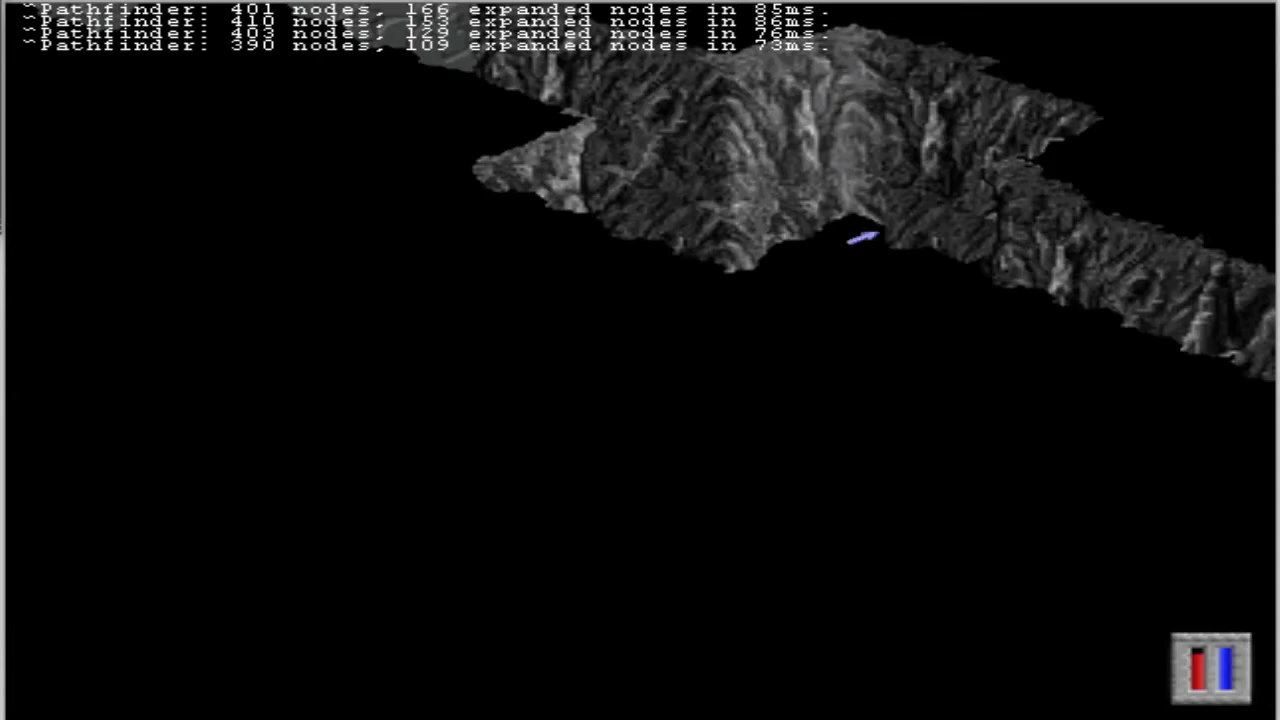 ~Pathfinder: 401 nodes, 166 expanded nodes in 85ms.
~Pathfinder: 410 nodes, 153 expanded nodes in 86ms.
~Pathfinder: 403 nodes, 129 expanded nodes in 76ms.
~Pathfinder: 390 nodes, 109 expanded nodes in 73ms.